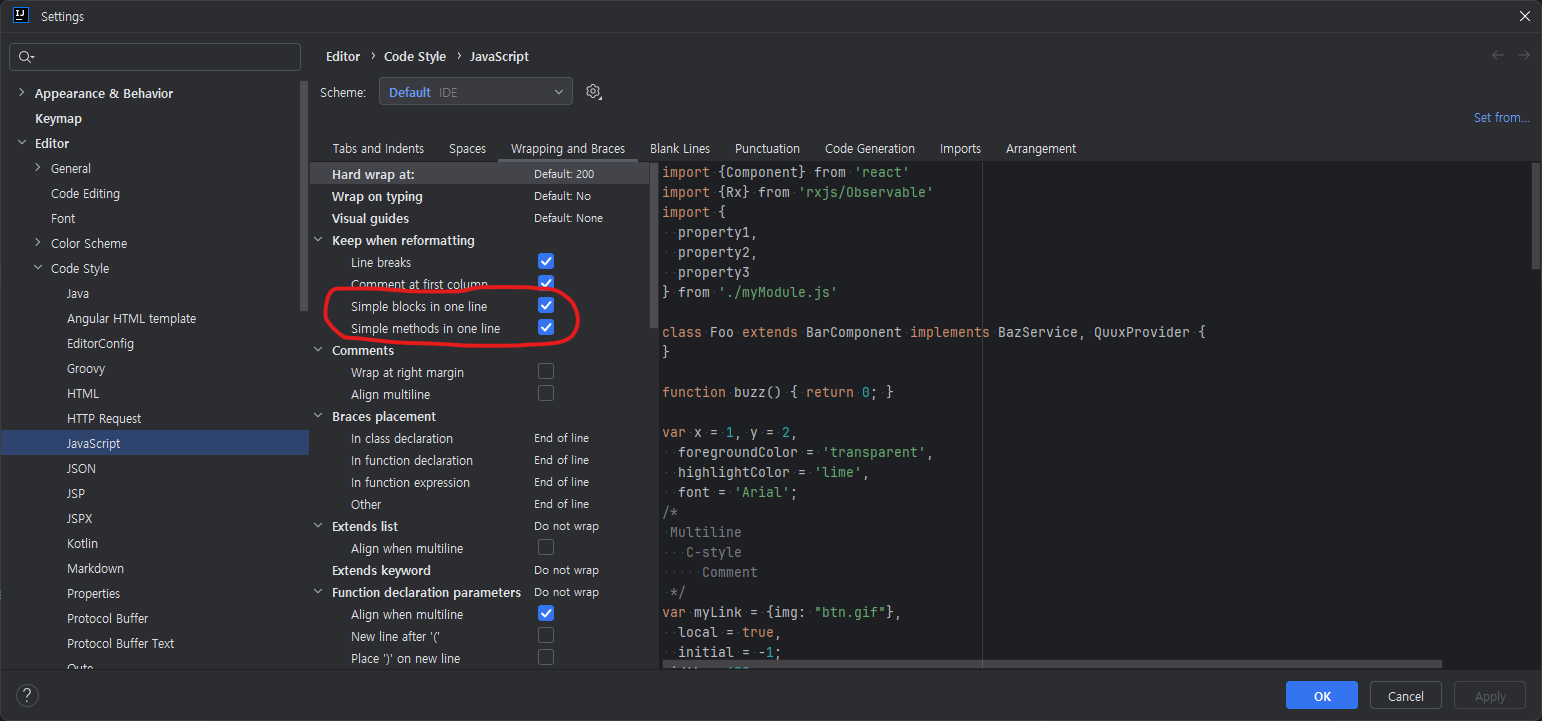 IJ
Settings
Editor › Code Style › JavaScript
Scheme: Default IDE
Set from...
Appearance & Behavior
Keymap
Editor
General
Code Editing
Font
Color Scheme
Code Style
Java
Angular HTML template
EditorConfig
Groovy
HTML
HTTP Request
JavaScript
JSON
JSP
JSPX
Kotlin
Markdown
Properties
Protocol Buffer
Protocol Buffer Text
Qute
Tabs and Indents Spaces Wrapping and Braces Blank Lines Punctuation Code Generation Imports Arrangement
Hard wrap at: Default: 200
Wrap on typing Default: No
Visual guides Default: None
Keep when reformatting
Line breaks
Comment at first column
Simple blocks in one line
Simple methods in one line
Comments
Wrap at right margin
Align multiline
Braces placement
In class declaration End of line
In function declaration End of line
In function expression End of line
Other End of line
Extends list Do not wrap
Align when multiline
Extends keyword Do not wrap
Function declaration parameters Do not wrap
Align when multiline
New line after '('
Place ')' on new line
import {Component} from 'react'
import {Rx} from 'rxjs/Observable'
import {
property1,
property2,
property3
} from './myModule.js'
class Foo extends BarComponent implements BazService, QuuxProvider {
}
function buzz() { return 0; }
var x = 1, y = 2,
foregroundColor = 'transparent',
highlightColor = 'lime',
font = 'Arial';
/*
Multiline
C-style
Comment
*/
var myLink = {img: "btn.gif"},
local = true,
initial = -1;
?
OK Cancel Apply